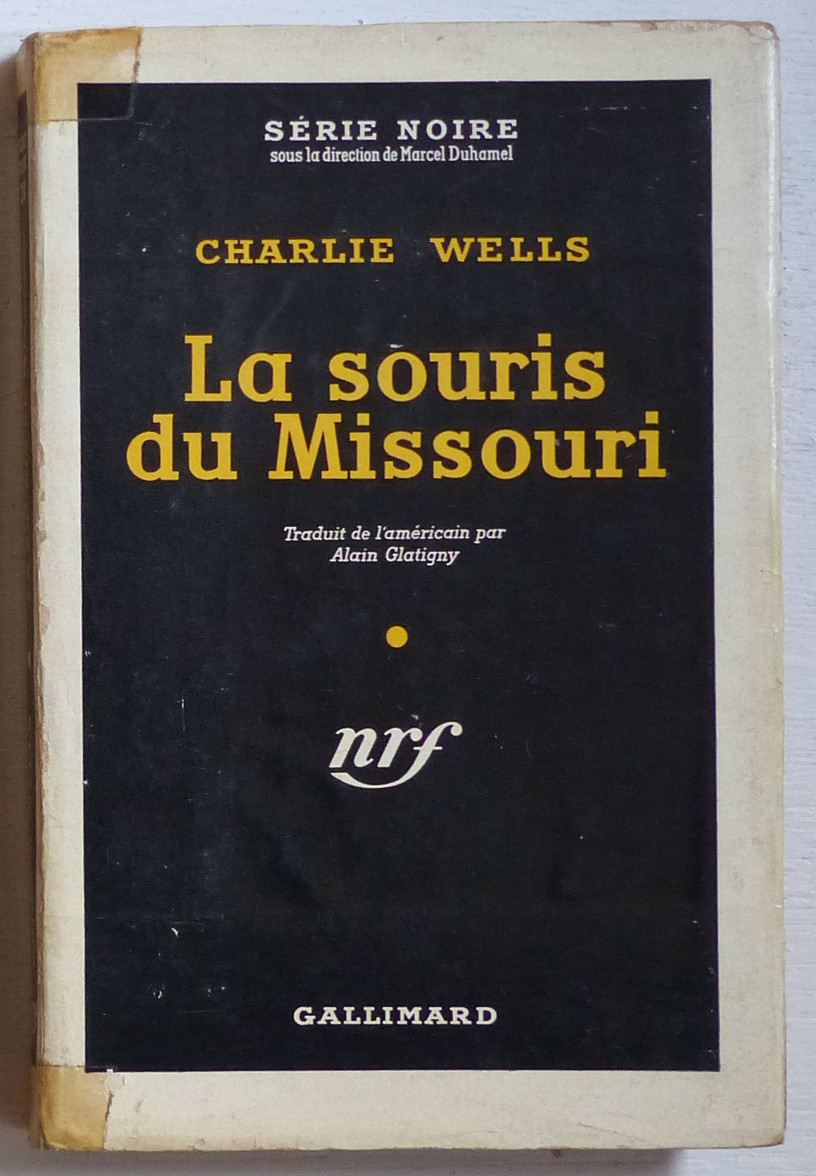 SÉRIE NOIRE
sous la direction de Marcel Duhamel
CHARLIE WELLS
La souris
du Missouri
Traduit de l'américain par
Alain Glatigny
nrf
GALLIMARD